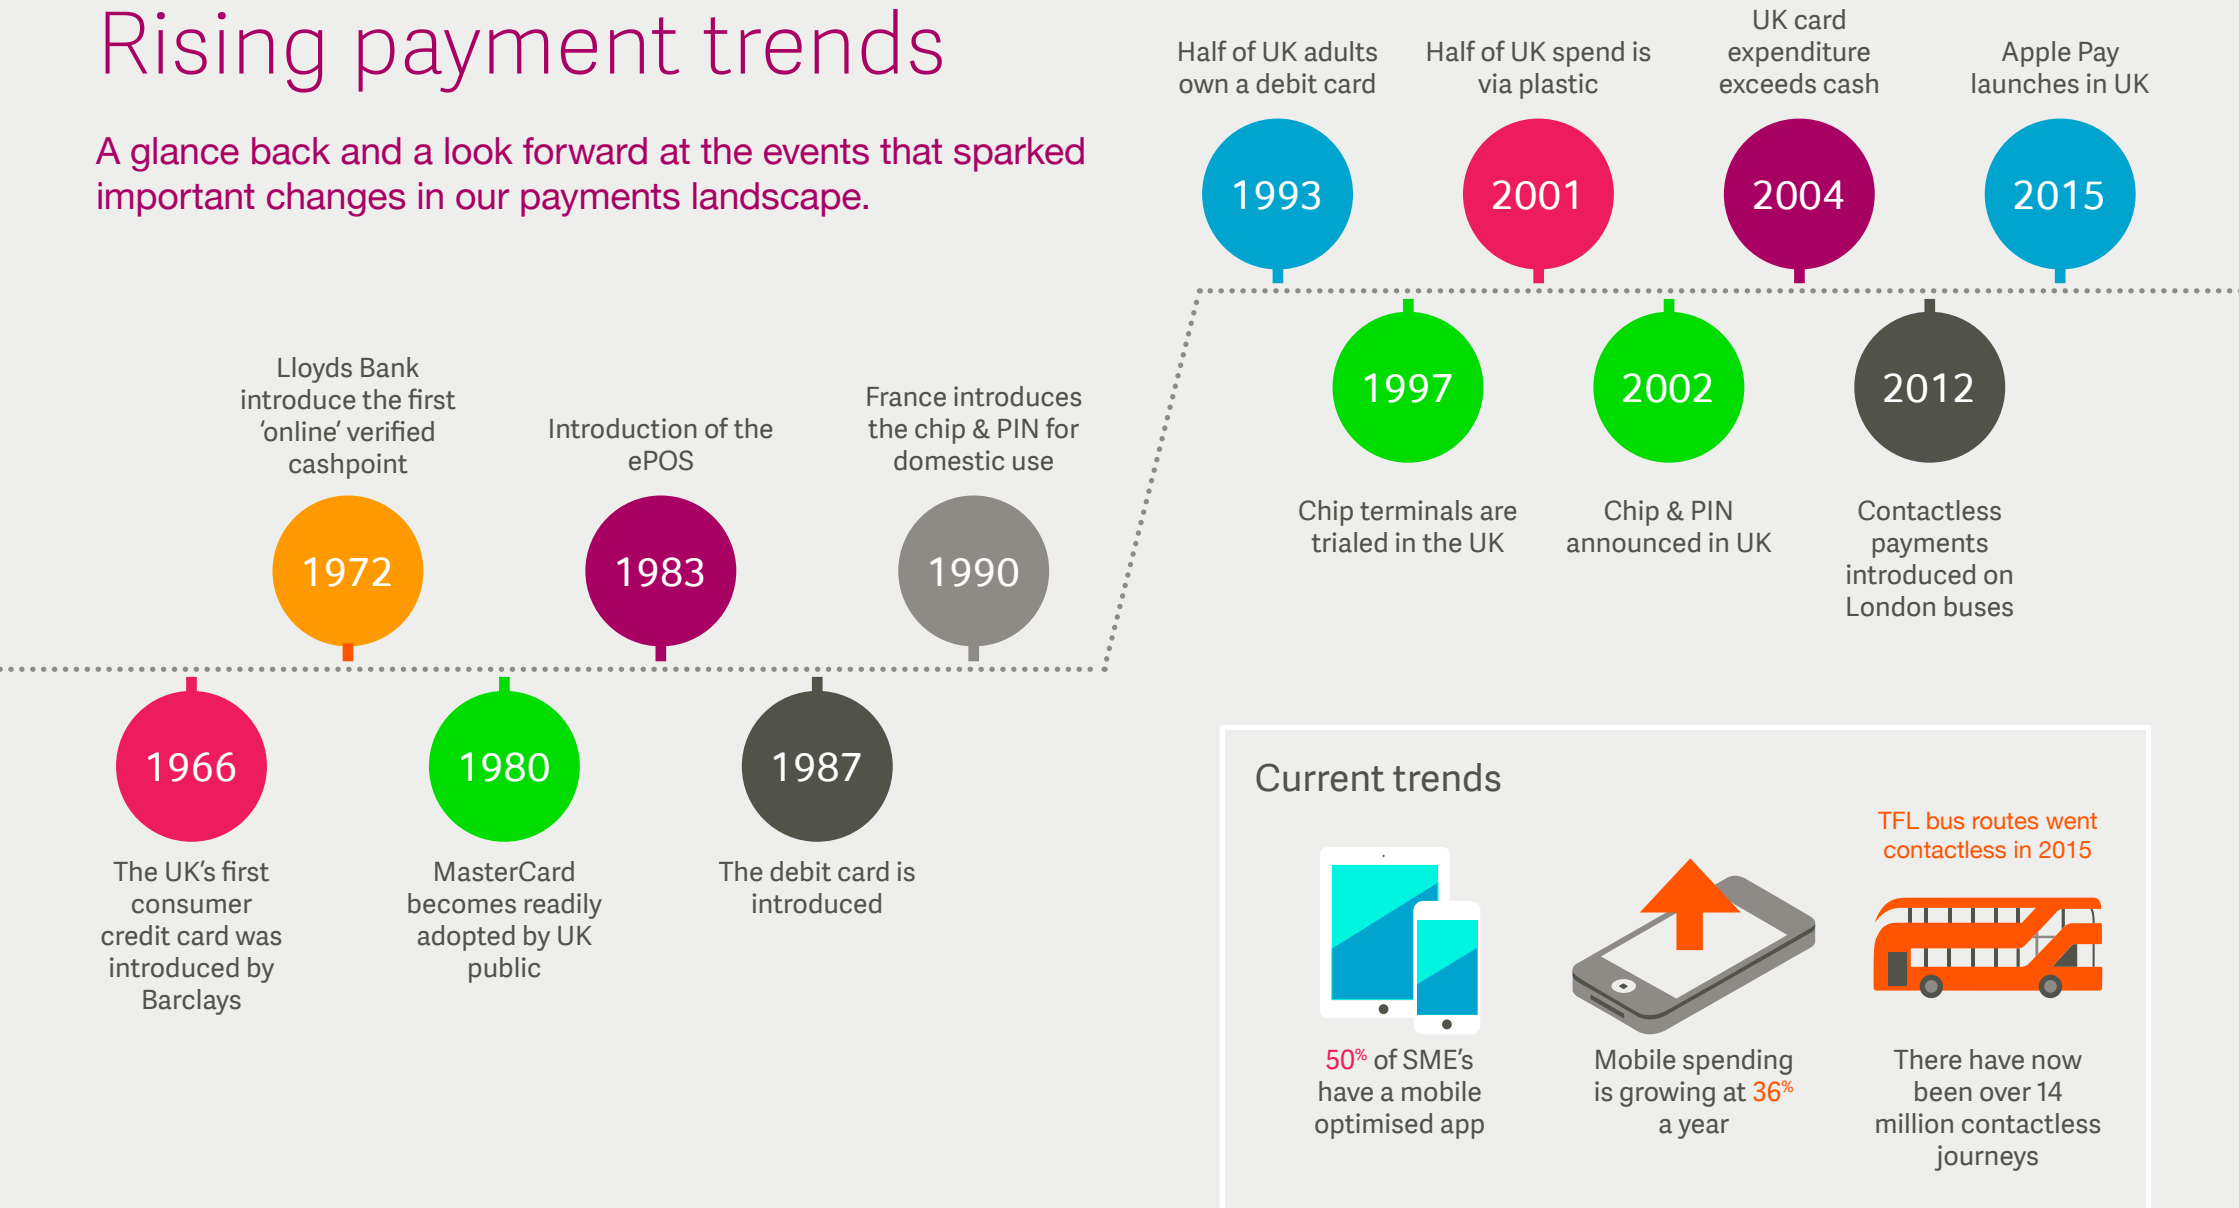 Rising payment trends
A glance back and a look forward at the events that sparked
important changes in our payments landscape.
The UK's first
consumer
credit card was
introduced by
Barclays
1966
Lloyds Bank
introduce the first
‘online’ verified
cashpoint
1972
1980
MasterCard
becomes readily
adopted by UK
public
Introduction of the
ePOS
1983
1987
The debit card is
introduced
France introduces
the chip & PIN for
domestic use
1990
Half of UK adults
own a debit card
1993
1997
Chip terminals are
trialed in the UK
Half of UK spend is
via plastic
2001
2002
Chip & PIN
announced in UK
UK card
expenditure
exceeds cash
2004
2012
Contactless
payments
introduced on
London buses
Apple Pay
launches in UK
2015
Current trends
50% of SME's
have a mobile
optimised app
Mobile spending
is growing at 36%
a year
TFL bus routes went
contactless in 2015
There have now
been over 14
million contactless
journeys